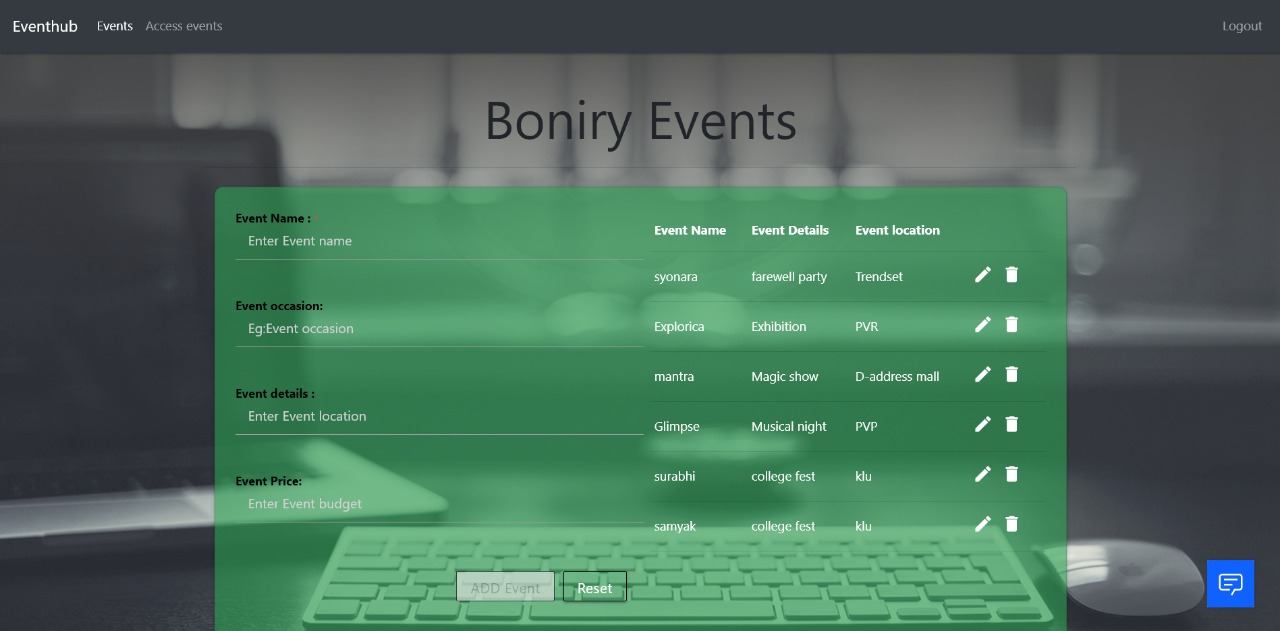 Eventhub Events Access events Logout
Boniry Events
Event Name :
Enter Event name
Event occasion:
Eg:Event occasion
Event details :
Enter Event location
Event Price:
Enter Event budget
ADD Event Reset
Event Name Event Details Event location
syonara farewell party Trendset
Explorica Exhibition PVR
mantra Magic show D-address mall
Glimpse Musical night PVP
surabhi college fest klu
samyak college fest klu